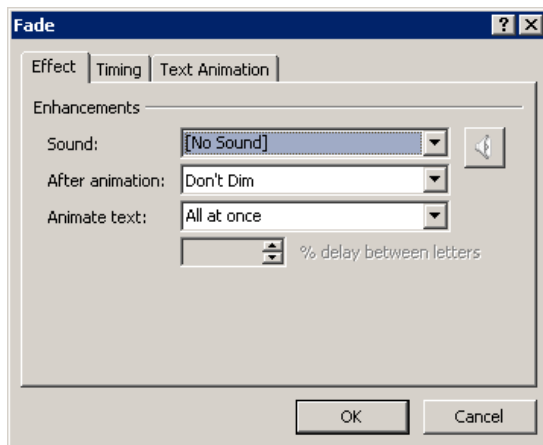 Fade
Effect Timing Text Animation
Enhancements
Sound: [No Sound]
After animation: Don't Dim
Animate text: All at once
% delay between letters
OK Cancel